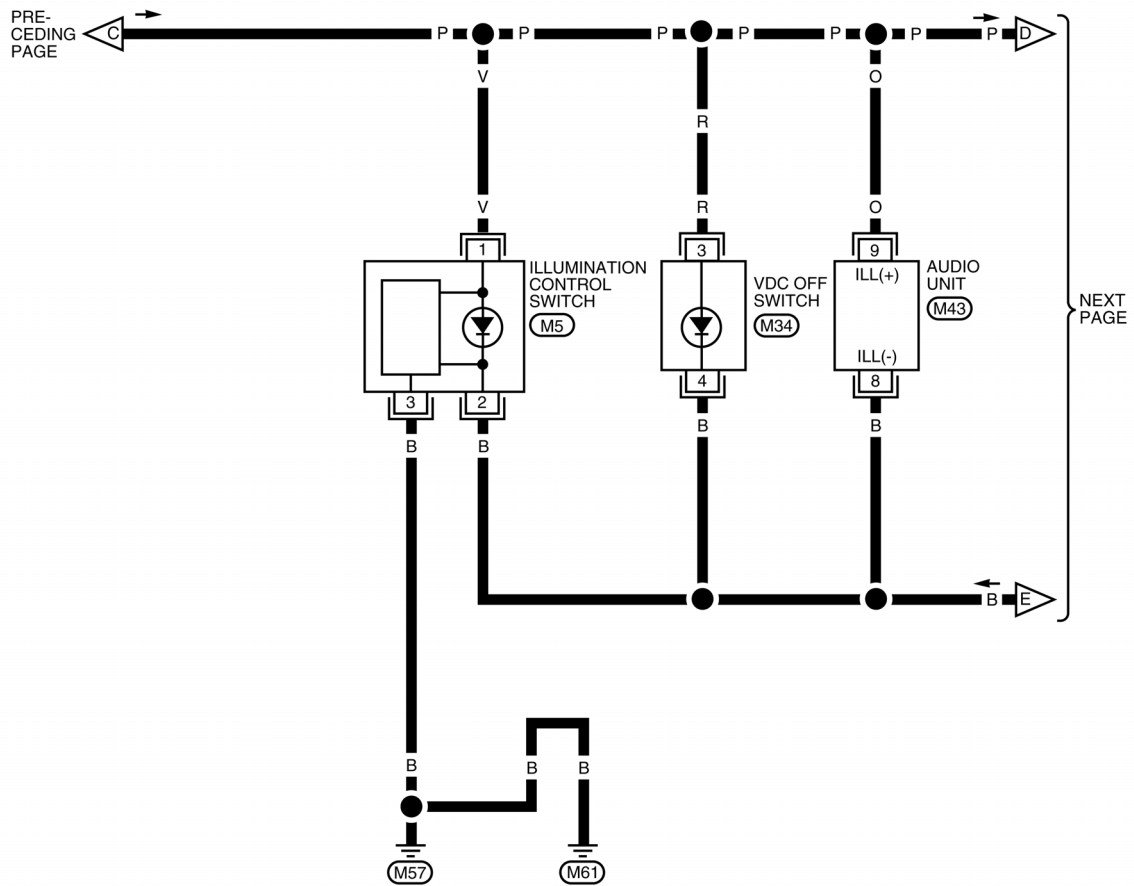 PRE-
CEDING
PAGE
C
P P P P P P P D
V R O
V R O
1 3 9
ILLUMINATION
CONTROL
SWITCH
M5
VDC OFF
SWITCH
M34
ILL(+)
ILL(-)
AUDIO
UNIT
M43
NEXT
PAGE
3 2 4 8
B B B B
B E
B B B
M57 M61